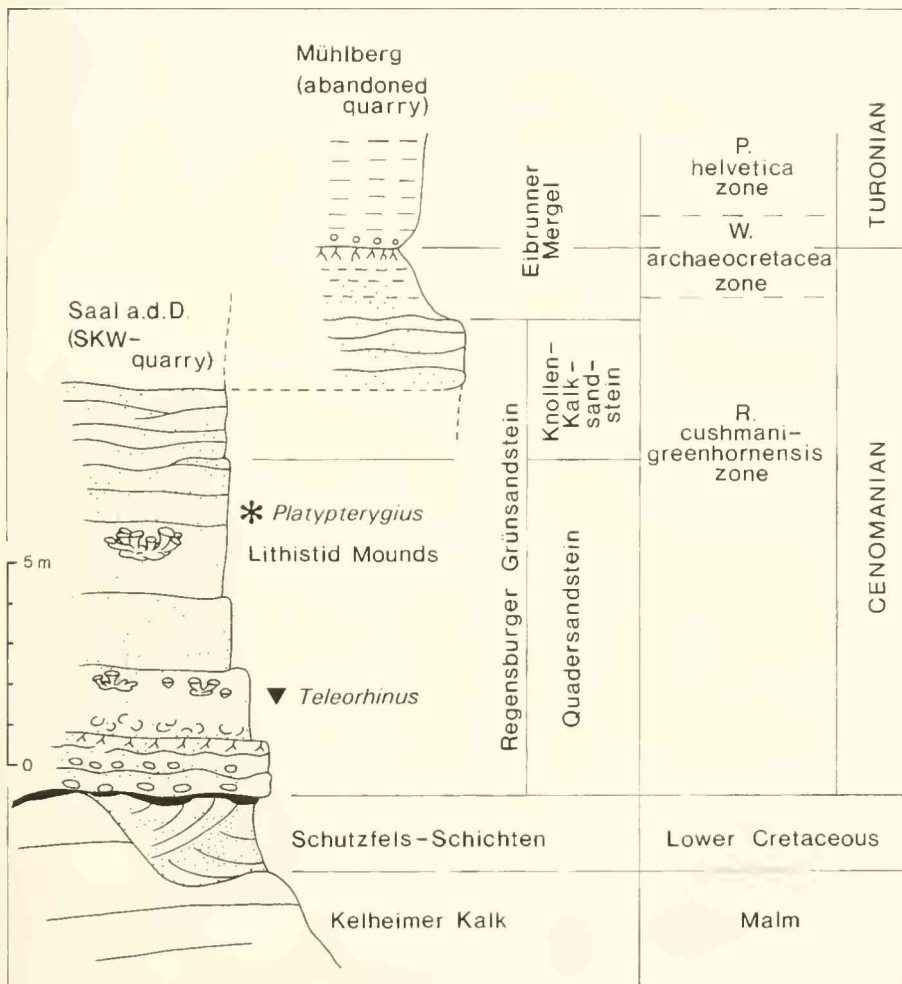 Mühlberg
(abandoned
quarry)
Saal a.d.D.
(SKW–
quarry)
✱ Platypterygius
Lithistid Mounds
▼ Teleorhinus
5 m
0
Eibrunner
Mergel
Regensburger Grünsandstein
Knollen–
Kalk–
sand–
stein
Quadersandstein
P.
helvetica
zone
W.
archaeocretacea
zone
R.
cushmani–
greenhornensis
zone
TURONIAN
CENOMANIAN
Schutzfels–Schichten
Lower Cretaceous
Kelheimer Kalk
Malm